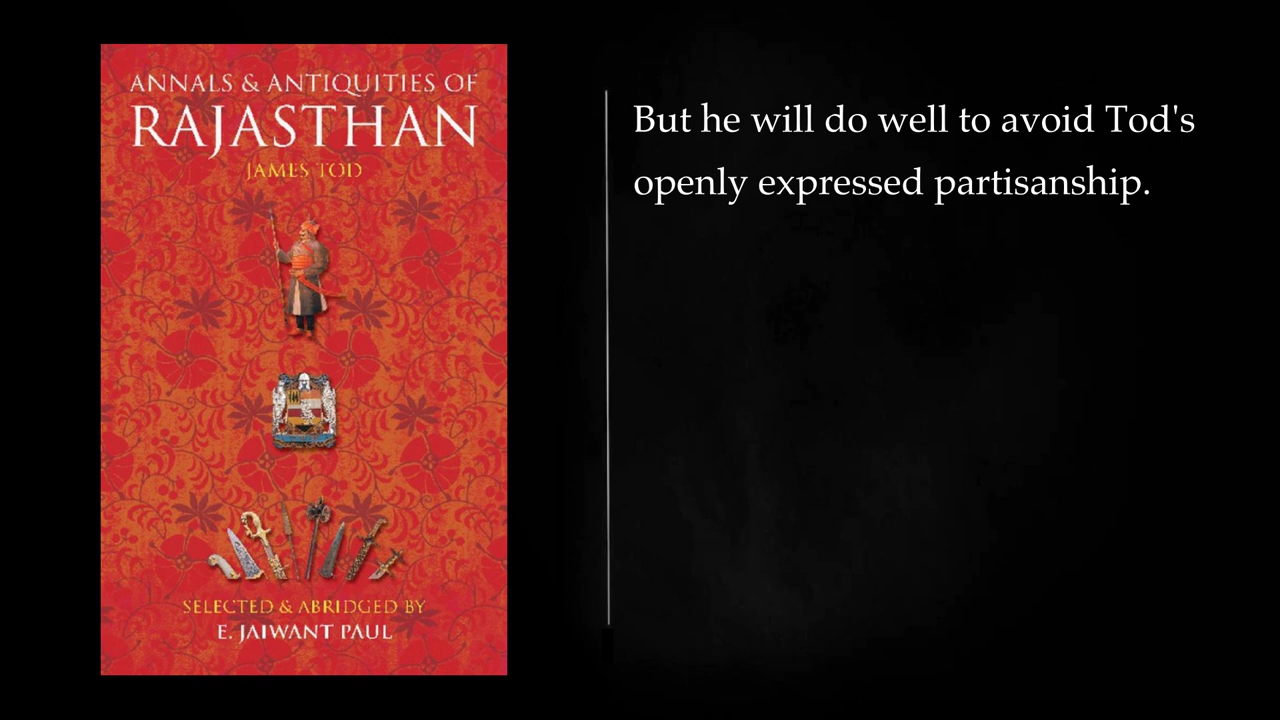 ANNALS & ANTIQUITIES OF
RAJASTHAN
JAMES TOD
SELECTED & ABRIDGED BY
E. JAIWANT PAUL
But he will do well to avoid Tod's
openly expressed partisanship.